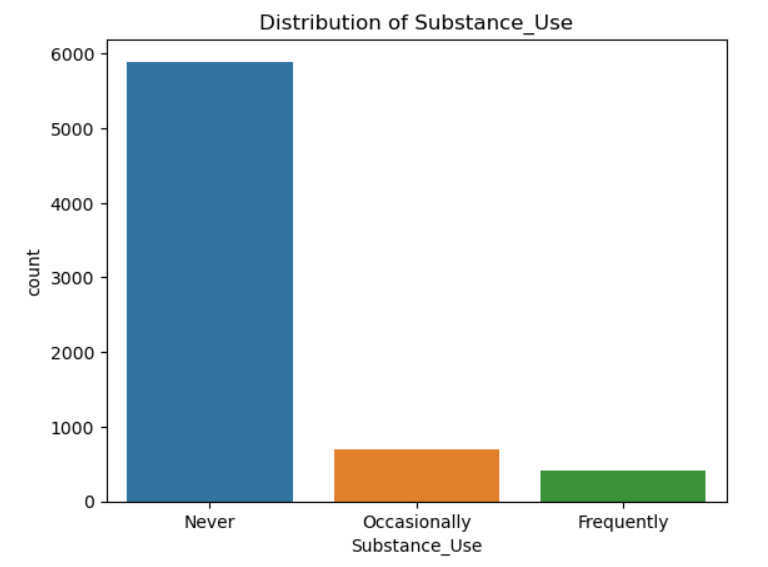 Distribution of Substance_Use
6000
5000
4000
3000
2000
1000
0
count
Never Occasionally Frequently
Substance_Use